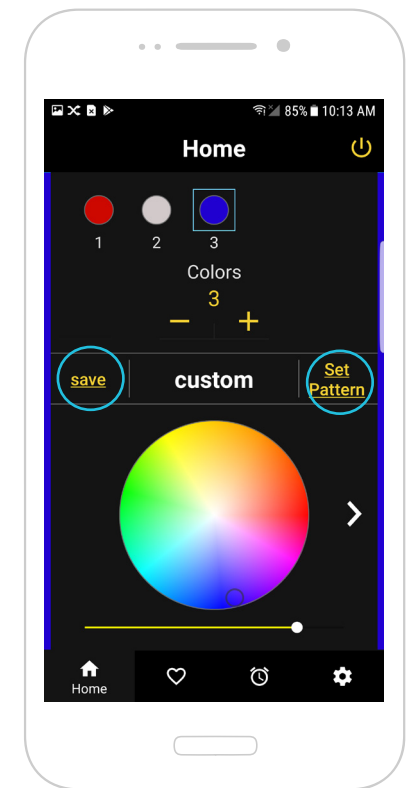 85% 10:13 AM
Home
1 2 3
Colors
3
save custom Set
Pattern
Home